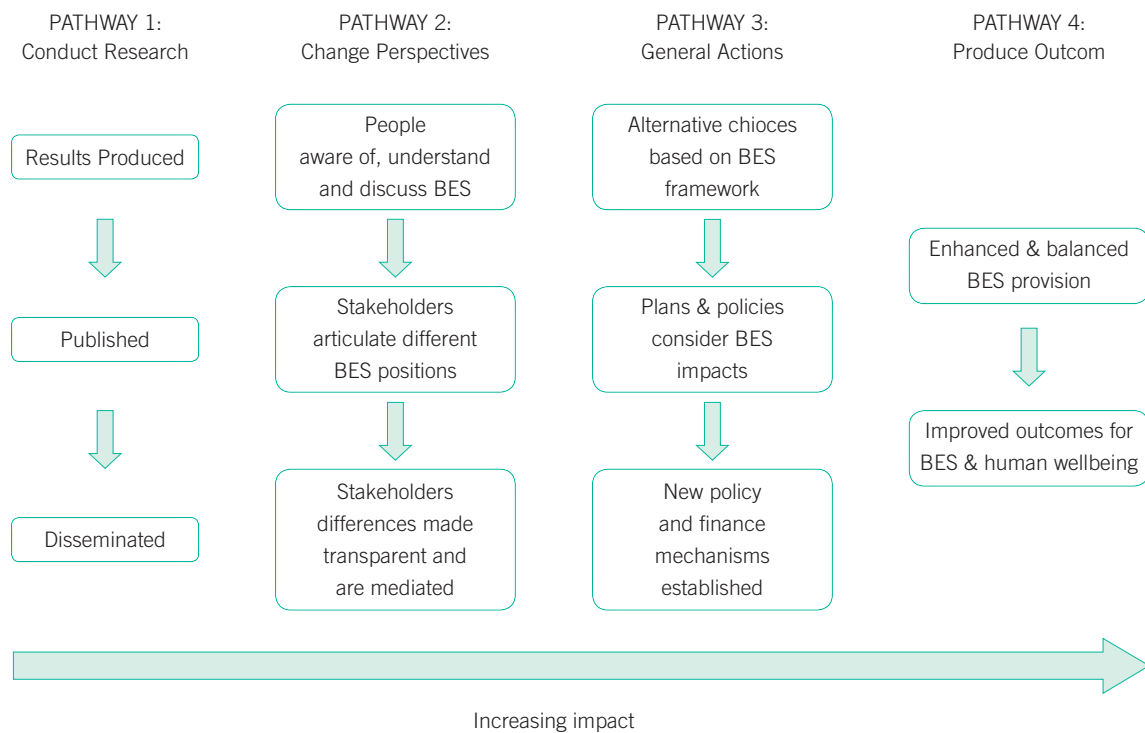 PATHWAY 1:
Conduct Research
Results Produced
Published
Disseminated
PATHWAY 2:
Change Perspectives
People
aware of, understand
and discuss BES
Stakeholders
articulate different
BES positions
Stakeholders
differences made
transparent and
are mediated
PATHWAY 3:
General Actions
Alternative chioces
based on BES
framework
Plans & policies
consider BES
impacts
New policy
and finance
mechanisms
established
PATHWAY 4:
Produce Outcom
Enhanced & balanced
BES provision
Improved outcomes for
BES & human wellbeing
Increasing impact